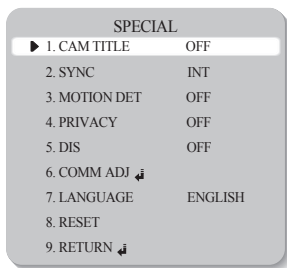 SPECIAL
1. CAM TITLE OFF
2. SYNC INT
3. MOTION DET OFF
4. PRIVACY OFF
5. DIS OFF
6. COMM ADJ
7. LANGUAGE ENGLISH
8. RESET
9. RETURN